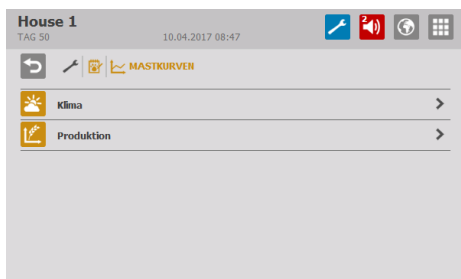 House 1
TAG 50 10.04.2017 08:47
2
MASTKURVEN
Klima
Produktion